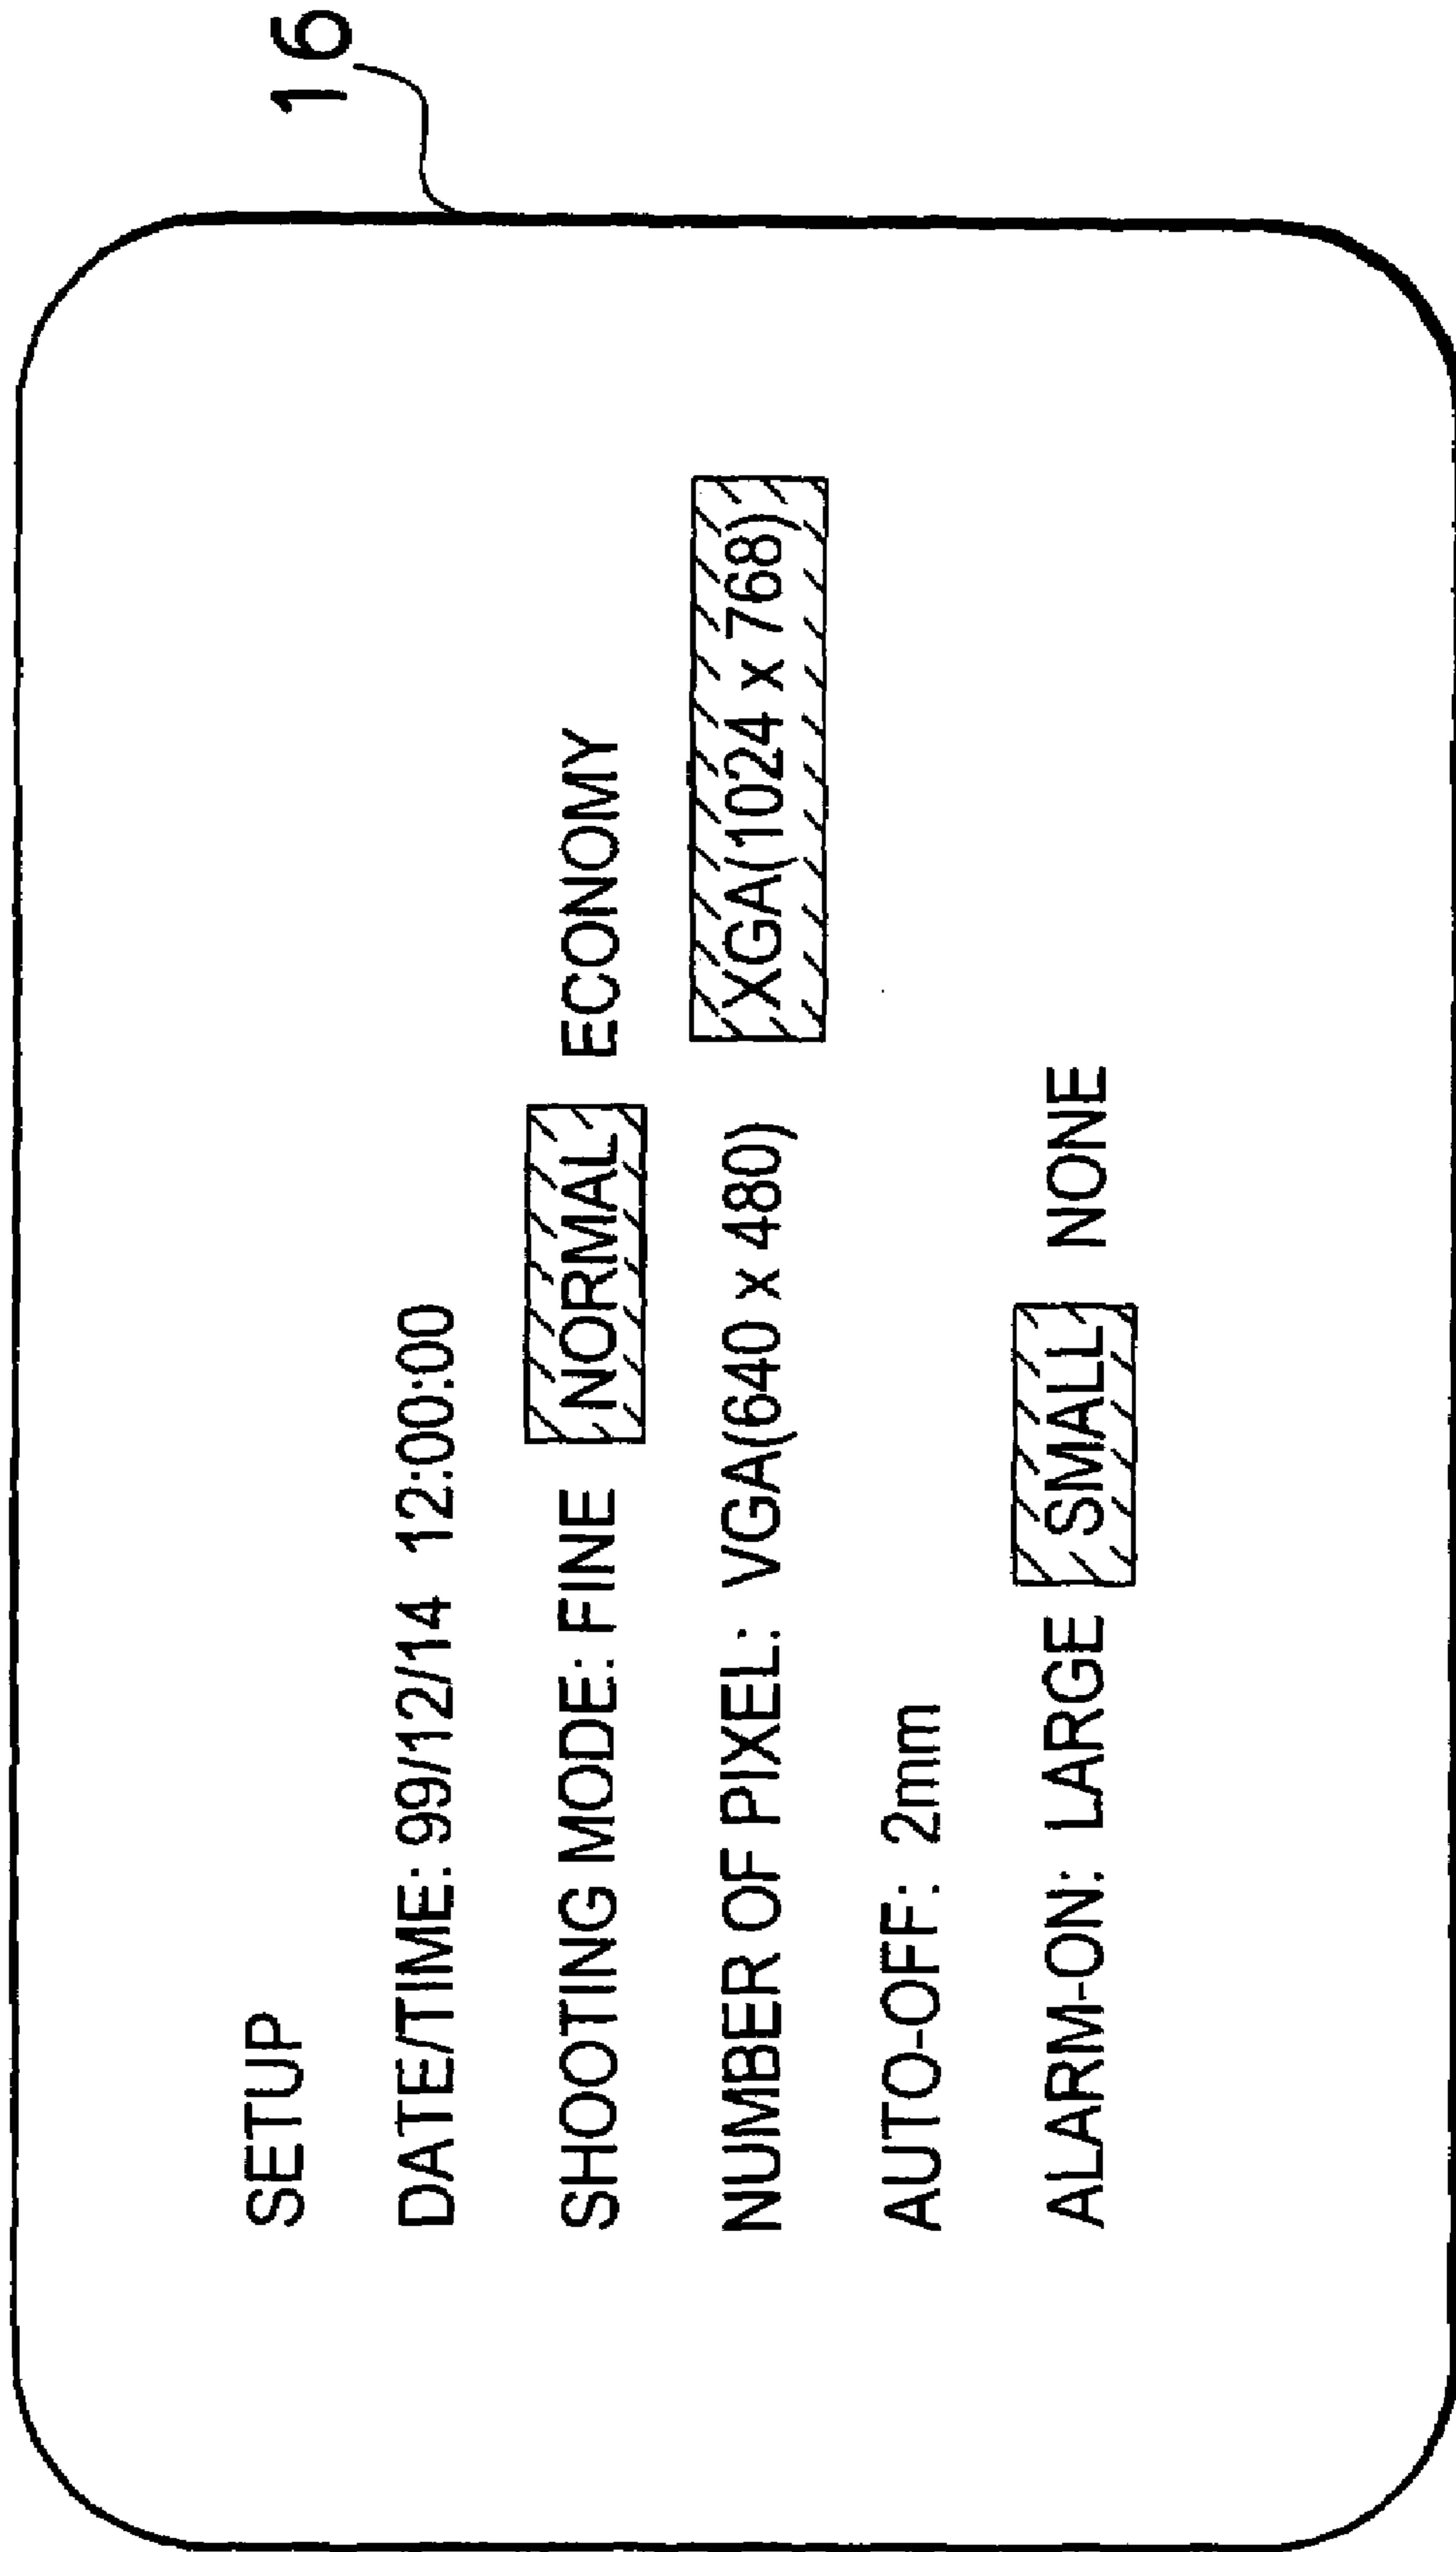 16
SETUP
DATE/TIME: 99/12/14 12:00:00
SHOOTING MODE: FINE NORMAL ECONOMY
NUMBER OF PIXEL: VGA(640 x 480) XGA(1024 x 768)
AUTO-OFF: 2mm
ALARM-ON: LARGE SMALL NONE